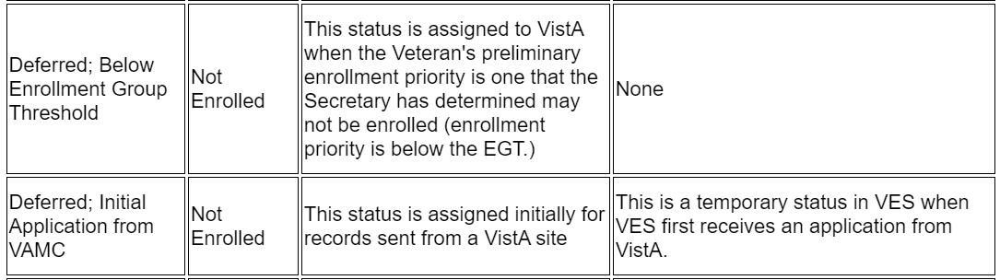 Deferred; Below
Enrollment Group
Threshold
Not
Enrolled
This status is assigned to VistA
when the Veteran's preliminary
enrollment priority is one that the
Secretary has determined may
not be enrolled (enrollment
priority is below the EGT.)
None
Deferred; Initial
Application from
VAMC
Not
Enrolled
This status is assigned initially for
records sent from a VistA site
This is a temporary status in VES when
VES first receives an application from
VistA.